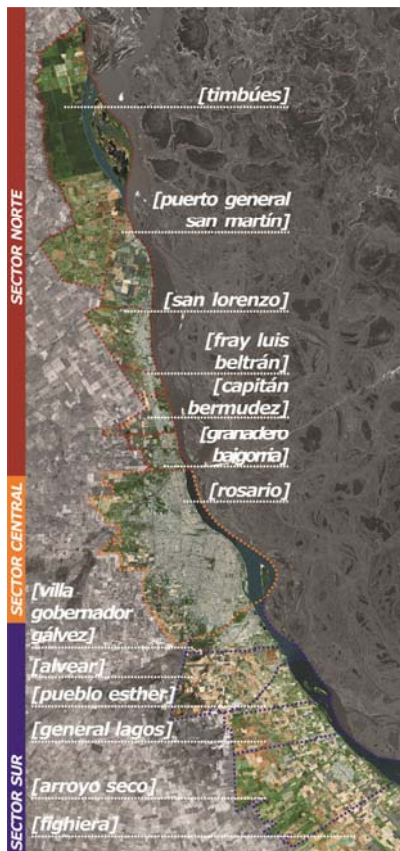 SECTOR NORTE
[timbúes]
[puerto general
san martín]
[san lorenzo]
[fray luis
beltrán]
[capitán
bermudez]
[granadero
baigorria]
SECTOR CENTRAL
[rosario]
SECTOR SUR
[villa
gobernador
gálvez]
[alvear]
[pueblo esther]
[general lagos]
[arroyo seco]
[fighiera]